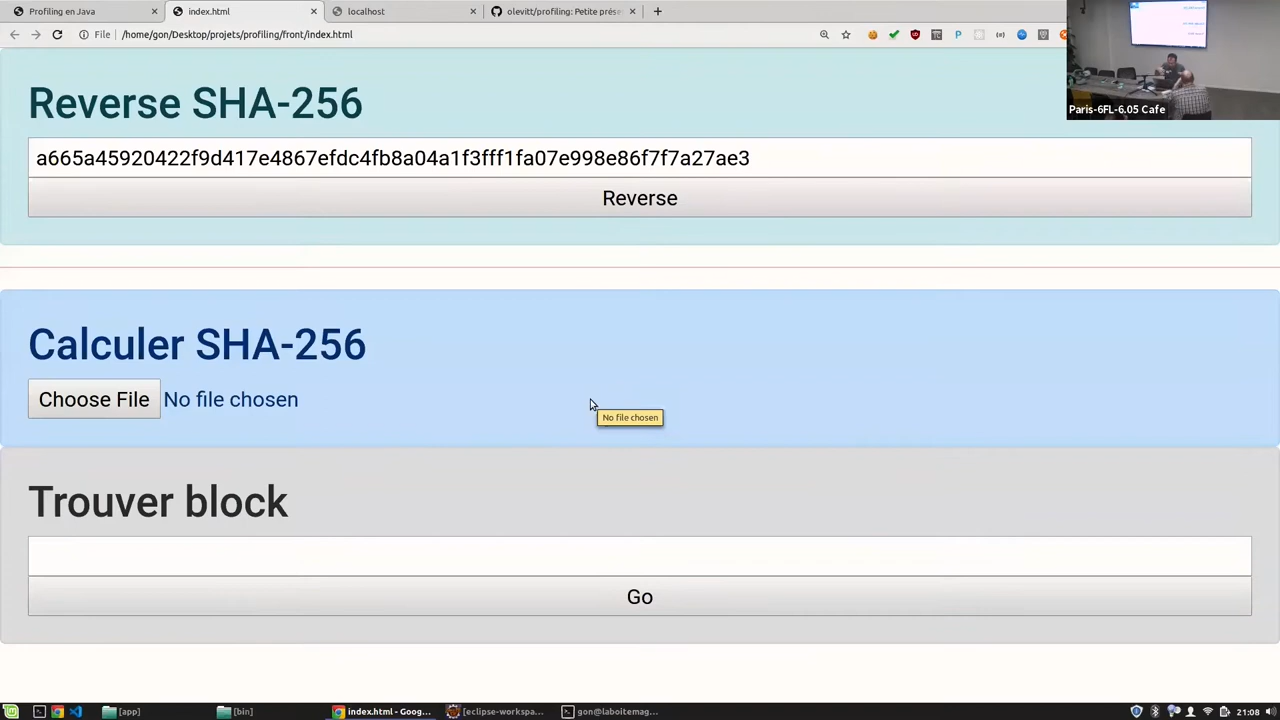 Profiling en Java
index.html
localhost
olevitt/profiling: Petite prése
File
/home/gon/Desktop/projets/profiling/front/index.html
Paris-6FL-6.05 Cafe
Reverse SHA-256
a665a45920422f9d417e4867efdc4fb8a04a1f3fff1fa07e998e86f7f7a27ae3
Reverse
Calculer SHA-256
Choose File No file chosen
No file chosen
Trouver block
Go
[app]
[bin]
index.html - Goog...
[eclipse-workspa...
gon@laboitemag...
21:08